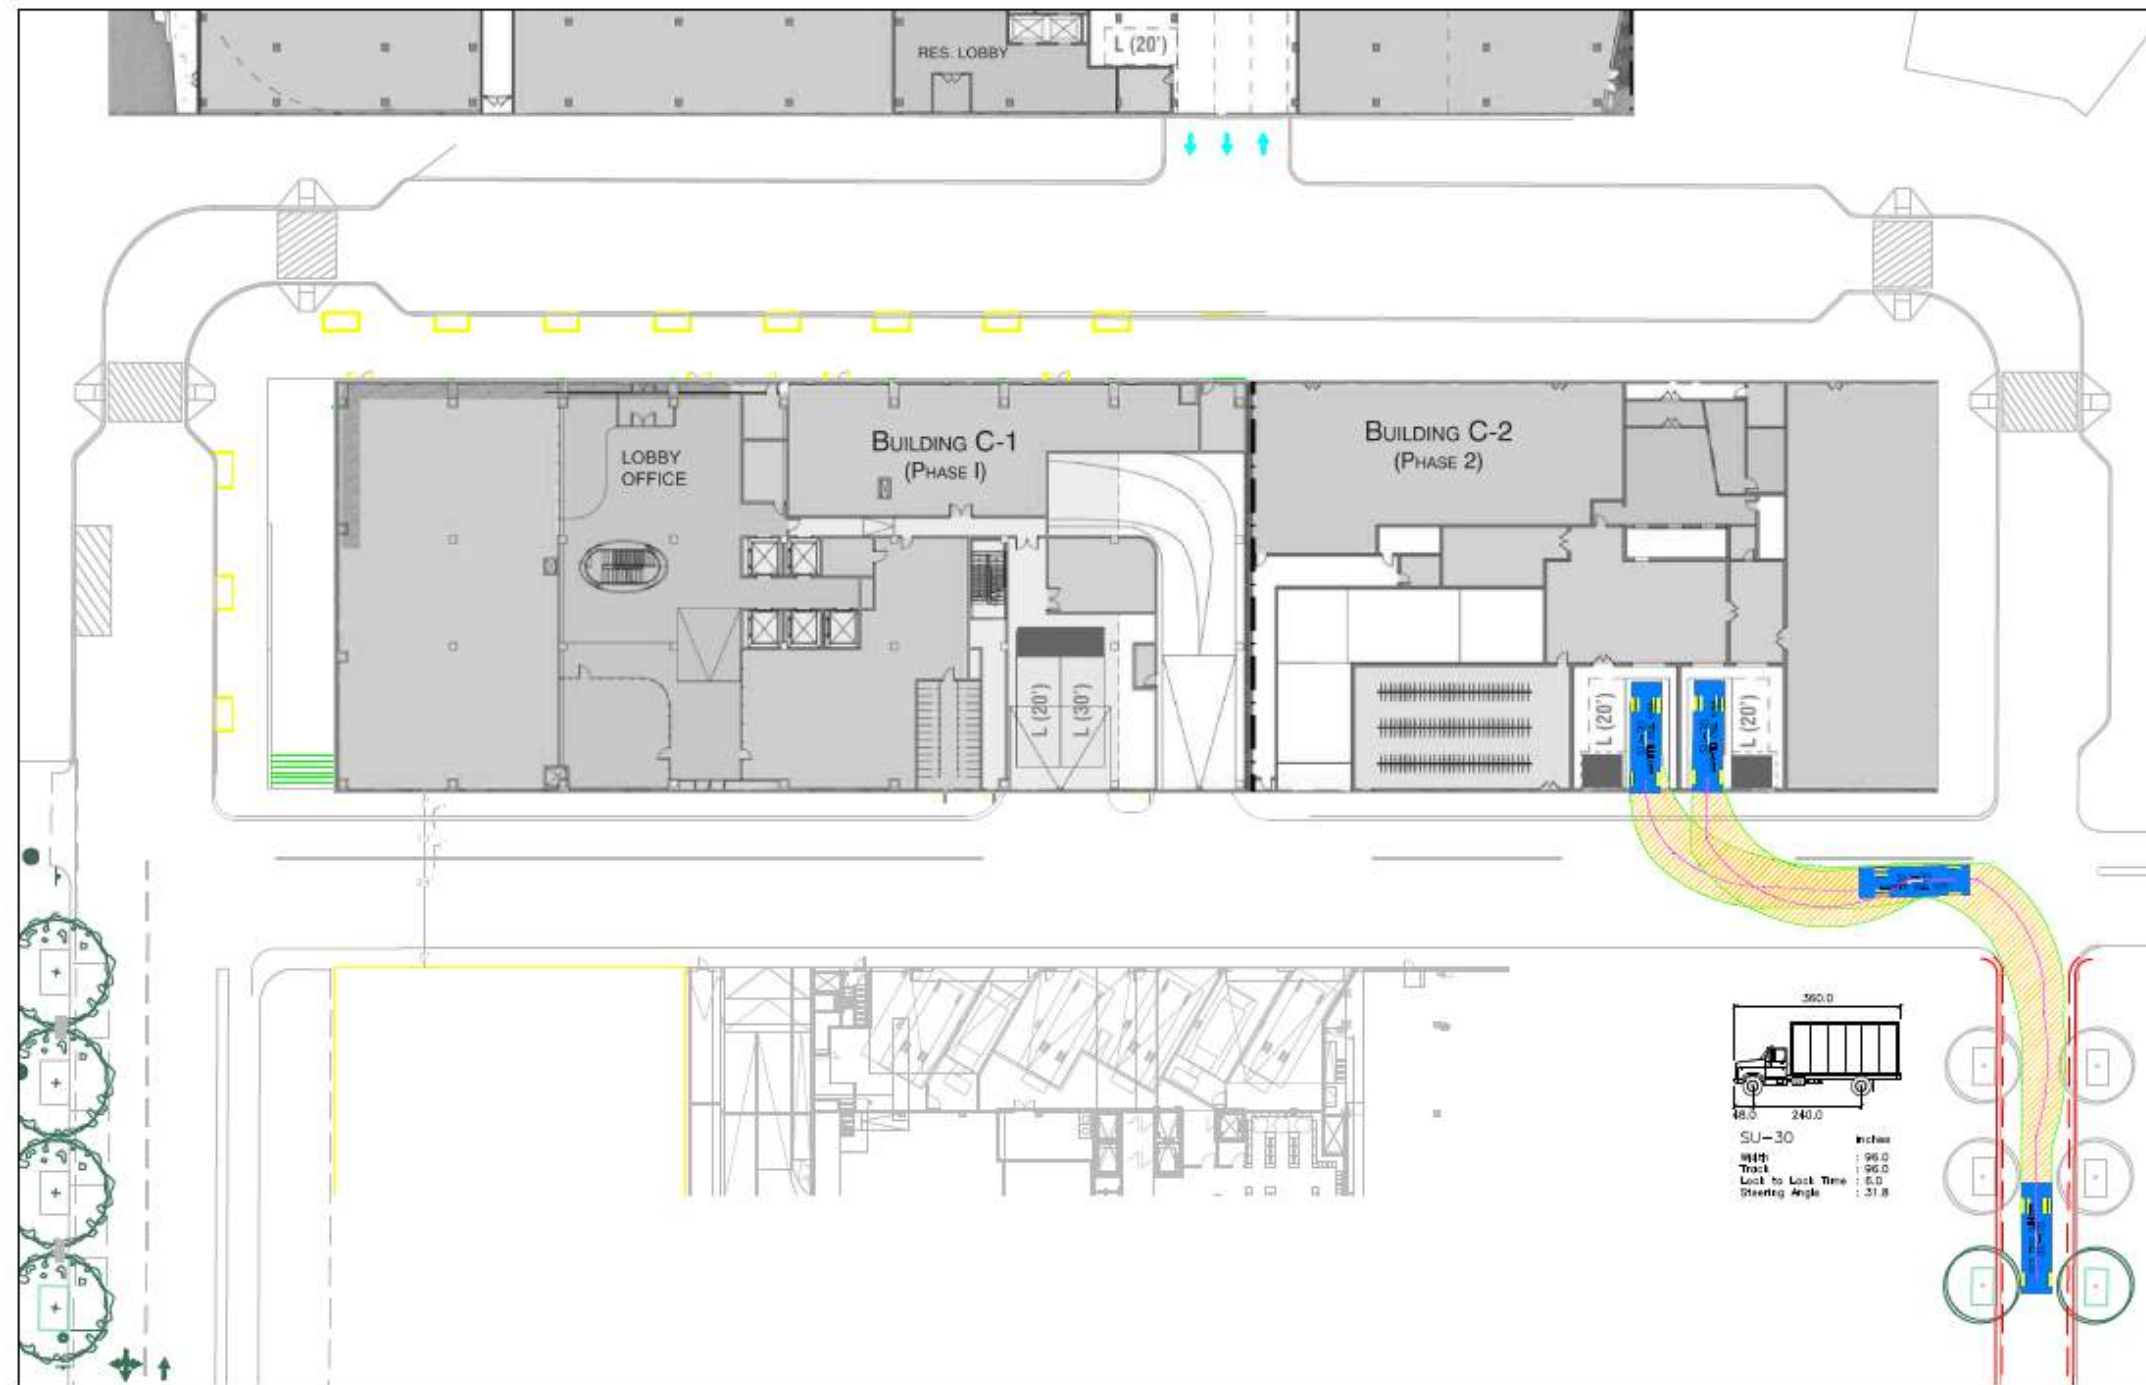 RES. LOBBY
L (20')
LOBBY
OFFICE
BUILDING C-1
(PHASE I)
BUILDING C-2
(PHASE 2)
L (20')
L (30')
L (20')
L (20')
360.0
48.0 240.0
SU-30 inches
Width : 96.0
Track : 96.0
Lock to Lock Time : 6.0
Steering Angle : 31.8